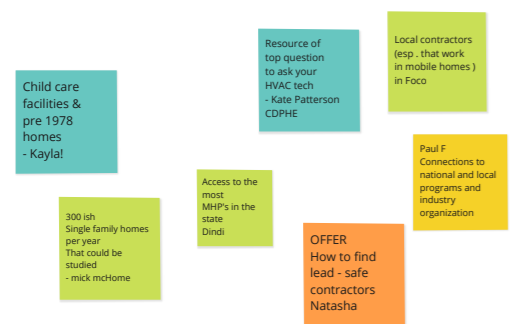 Child care
facilities &
pre 1978
homes
- Kayla!
Resource of
top question
to ask your
HVAC tech
- Kate Patterson
CDPHE
Local contractors
(esp . that work
in mobile homes )
in Foco
300 ish
Single family homes
per year
That could be
studied
- mick mcHome
Access to the
most
MHP's in the
state
Dindi
Paul F
Connections to
national and local
programs and
industry
organization
OFFER
How to find
lead - safe
contractors
Natasha